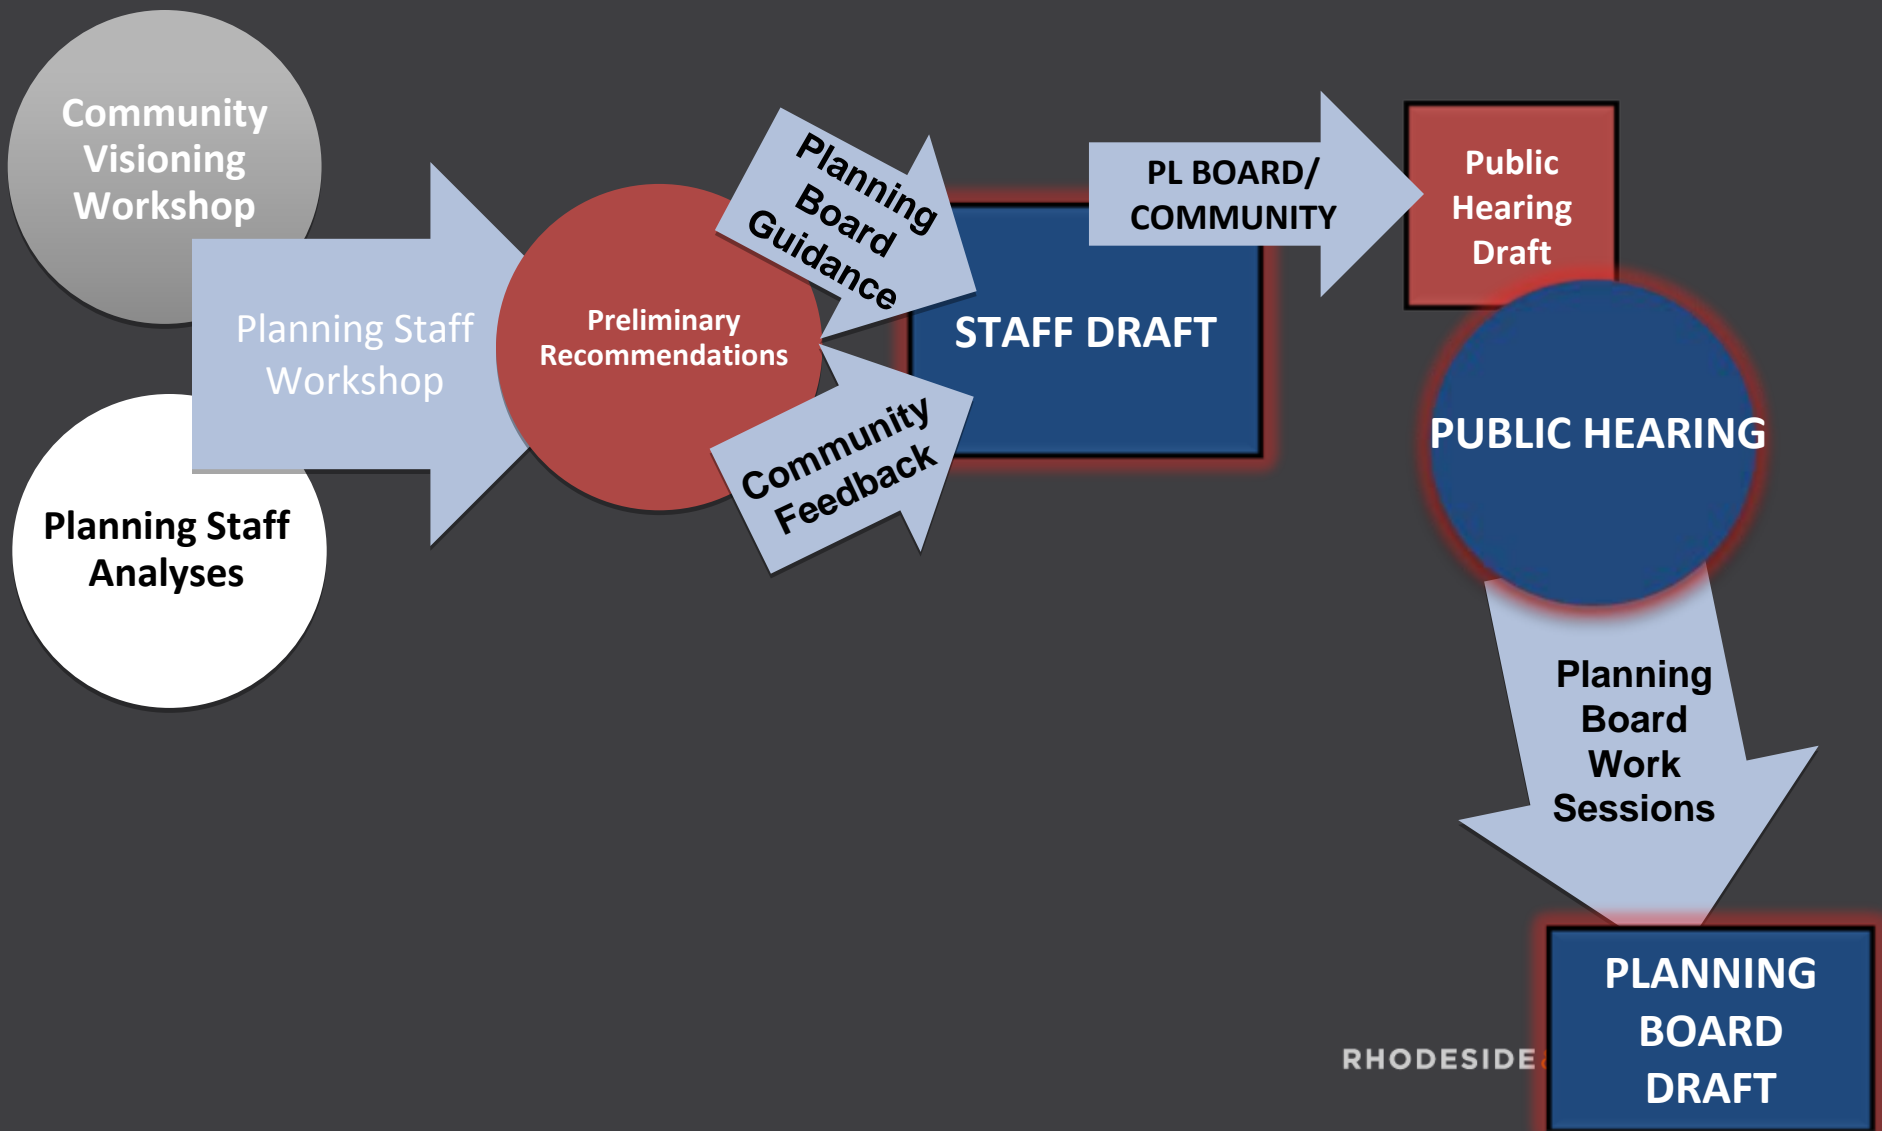 Community
Visioning
Workshop
Planning Staff
Workshop
Planning Staff
Analyses
Preliminary
Recommendations
Planning
Board
Guidance
Community
Feedback
STAFF DRAFT
PL BOARD/
COMMUNITY
Public
Hearing
Draft
PUBLIC HEARING
Planning
Board
Work
Sessions
PLANNING
BOARD
DRAFT
RHODESIDE